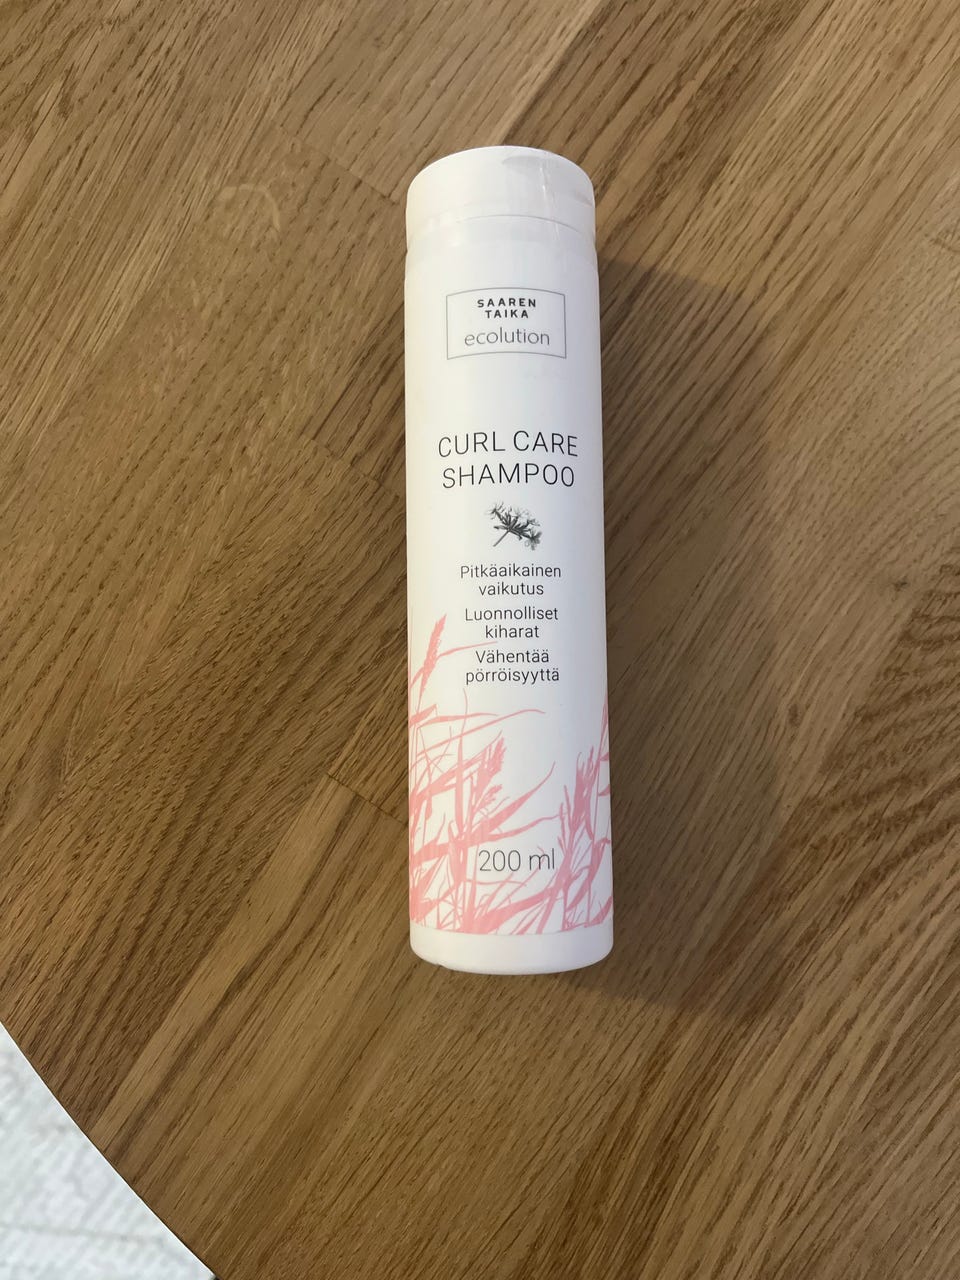 SAAREN
TAIKA
ecolution
CURL CARE
SHAMPOO
Pitkäaikainen
vaikutus
Luonnolliset
kiharat
Vähentää
pörröisyyttä
200 ml